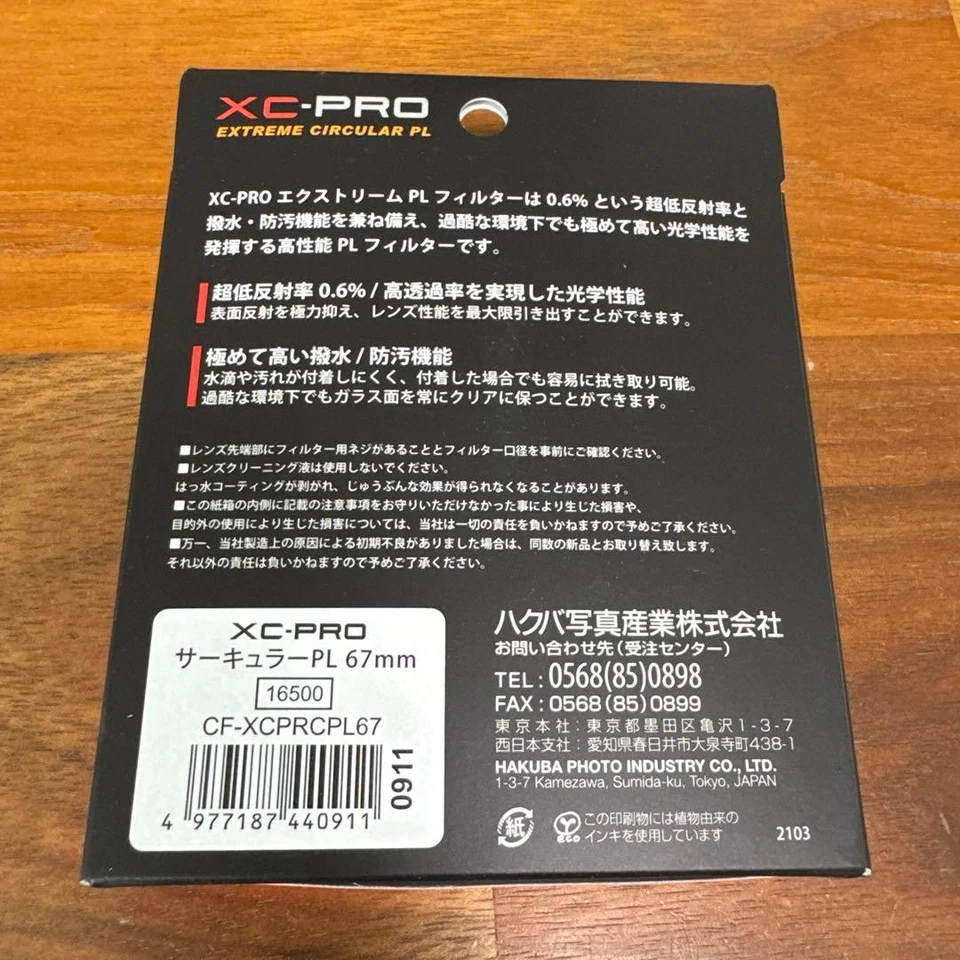 XC-PRO
EXTREME CIRCULAR PL
XC-PRO エクストリーム PL フィルターは 0.6% という超低反射率と
撥水・防汚機能を兼ね備え、過酷な環境下でも極めて高い光学性能を
発揮する高性能 PL フィルターです。
超低反射率 0.6% / 高透過率を実現した光学性能
表面反射を極力抑え、レンズ性能を最大限引き出すことができます。
極めて高い撥水 / 防汚機能
水滴や汚れが付着しにくく、付着した場合でも容易に拭き取り可能。
過酷な環境下でもガラス面を常にクリアに保つことができます。
■レンズ先端部にフィルター用ネジがあることとフィルター口径を事前にご確認ください。
■レンズクリーニング液は使用しないでください。
はっ水コーティングが剥がれ、じゅうぶんな効果が得られなくなることがあります。
■この紙箱の内側に記載の注意事項をお守りいただけなかった事により生じた損害や、
目的外の使用により生じた損害については、当社は一切の責任を負いかねますので予めご了承ください。
■万一、当社製造上の原因による初期不良がありました場合は、同数の新品とお取り替え致します。
それ以外の責任は負いかねますので予めご了承ください。
XC-PRO
サーキュラーPL 67mm
16500
CF-XCPRCPL67
0911
4 977187 440911
ハクバ写真産業株式会社
お問い合わせ先（受注センター）
TEL : 0568(85)0898
FAX : 0568(85)0899
東京本社：東京都墨田区亀沢1-3-7
西日本支社：愛知県春日井市大泉寺町438-1
HAKUBA PHOTO INDUSTRY CO., LTD.
1-3-7 Kamezawa, Sumida-ku, Tokyo, JAPAN
紙
eco
この印刷物には植物由来の
インキを使用しています
2103